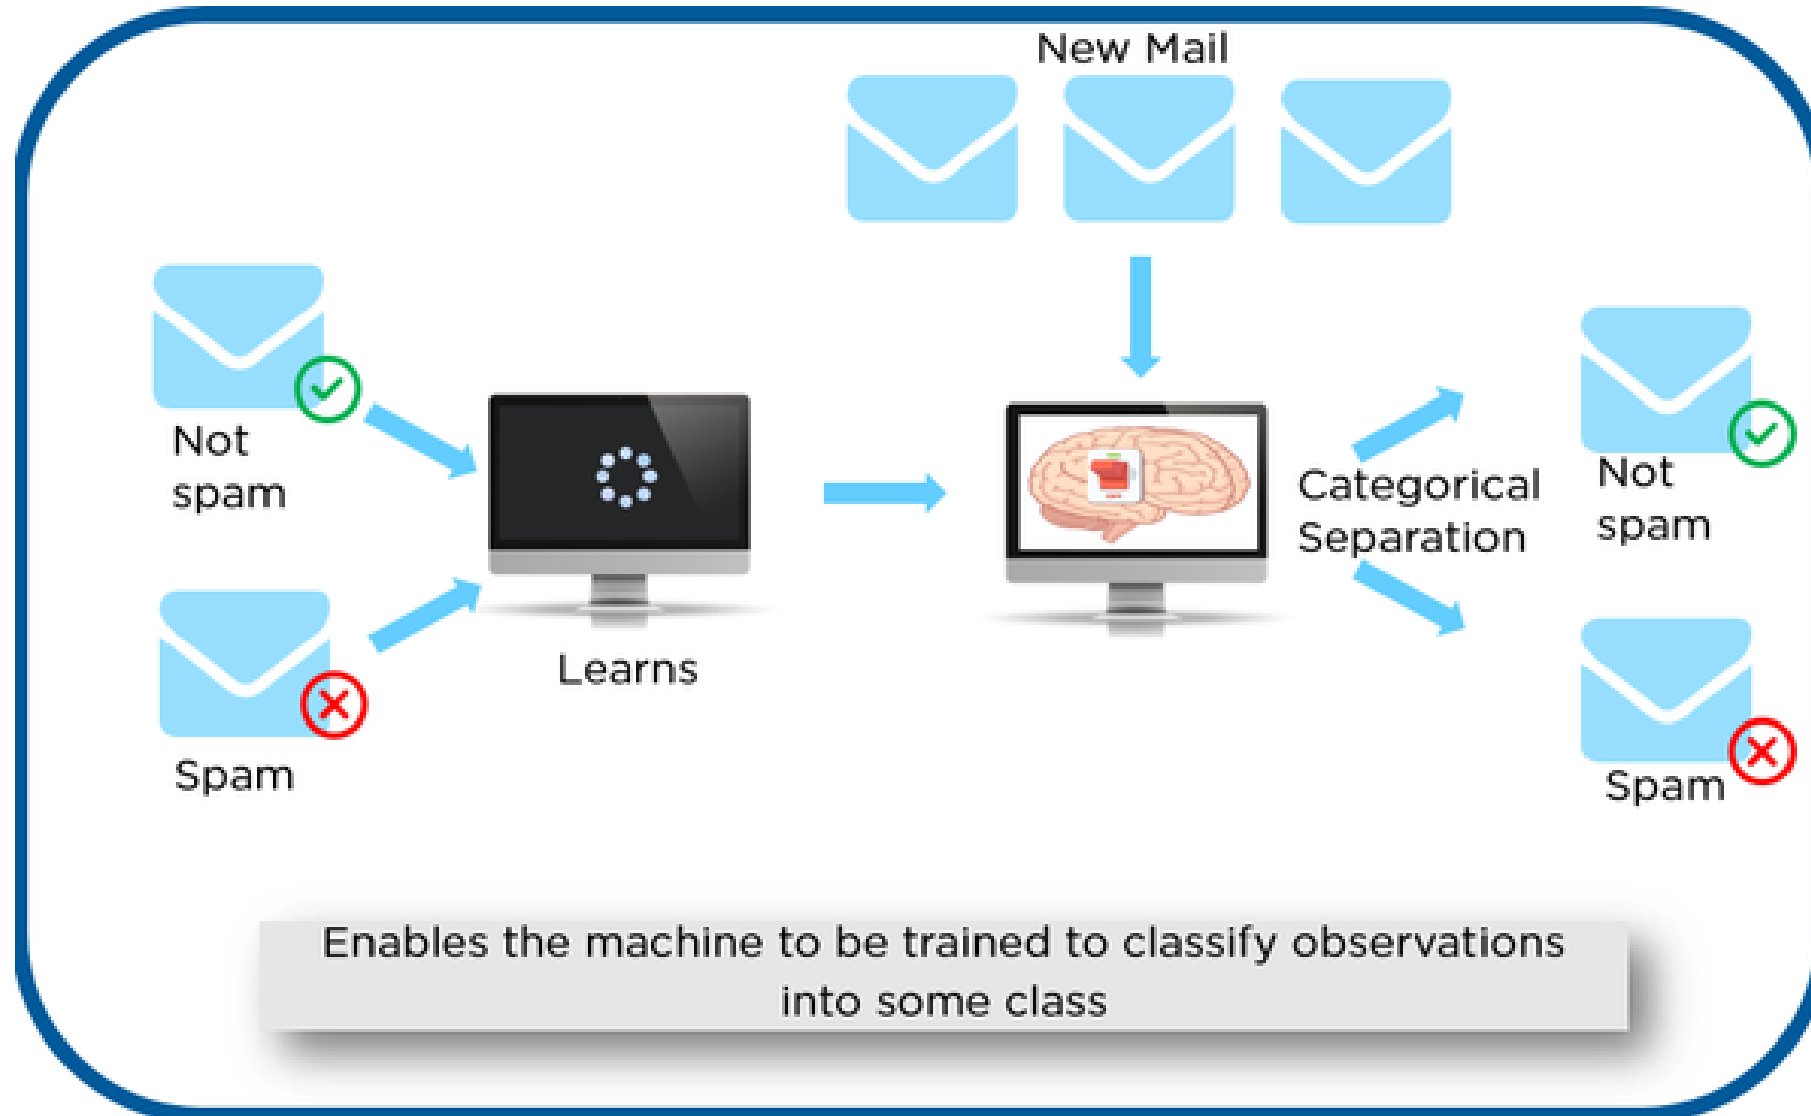 New Mail
Not
spam
Spam
Learns
Categorical
Separation
Not
spam
Spam
Enables the machine to be trained to classify observations
into some class